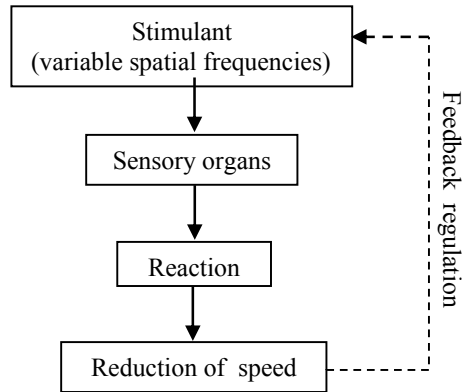 Stimulant
(variable spatial frequencies)
Sensory organs
Reaction
Reduction of speed
Feedback regulation